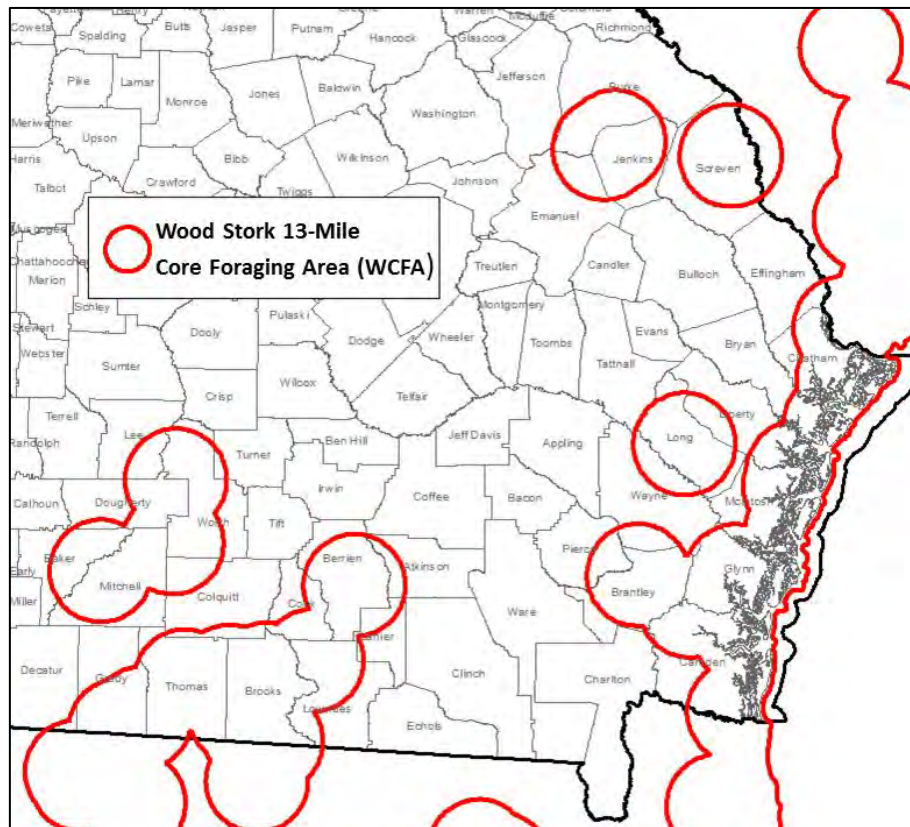 Butts
Jasper
Putnam
Hancock
Warren
McDuffie
Glascock
Richmond
Coweta
Spalding
Pike
Lamar
Monroe
Jones
Baldwin
Washington
Jefferson
Burke
Meriwether
Upson
Harris
Bibb
Wilkinson
Jenkins
Screven
Talbot
Crawford
Twiggs
Johnson
Emanuel
Wood Stork 13-Mile
Core Foraging Area (WCFA)
Muscogee
Chattahooche
Marion
Schley
Stewart
Webster
Dooly
Pulaski
Treutlen
Candler
Bulloch
Effingham
Montgomery
Dodge
Wheeler
Toombs
Evans
Tattnall
Bryan
Chatham
Sumter
Crisp
Wilcox
Telfair
Terrell
Randolph
Lee
Turner
Ben Hill
Jeff Davis
Appling
Long
Liberty
Irwin
Coffee
Bacon
Wayne
McIntosh
Calhoun
Dougherty
Worth
Tift
Baker
Early
Mitchell
Miller
Colquitt
Berrien
Cook
Atkinson
Pierce
Brantley
Glynn
Ware
Lanier
Decatur
Grady
Thomas
Brooks
Lowndes
Clinch
Echols
Charlton
Camden